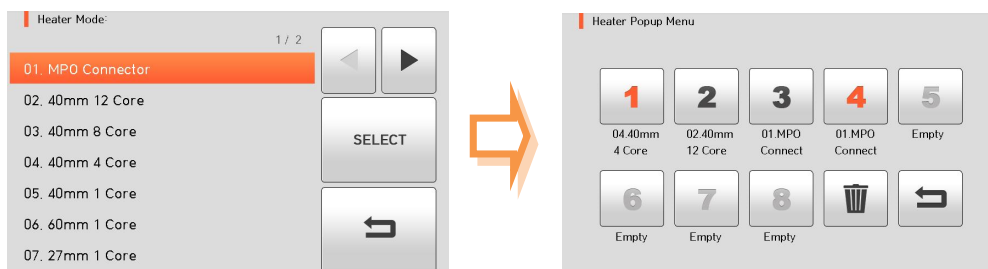 Heater Mode:
1 / 2
01. MPO Connector
02. 40mm 12 Core
03. 40mm 8 Core
04. 40mm 4 Core
05. 40mm 1 Core
06. 60mm 1 Core
07. 27mm 1 Core
SELECT
Heater Popup Menu
1 2 3 4 5
04.40mm 02.40mm 01.MPO 01.MPO Empty
4 Core 12 Core Connect Connect
6 7 8
Empty Empty Empty